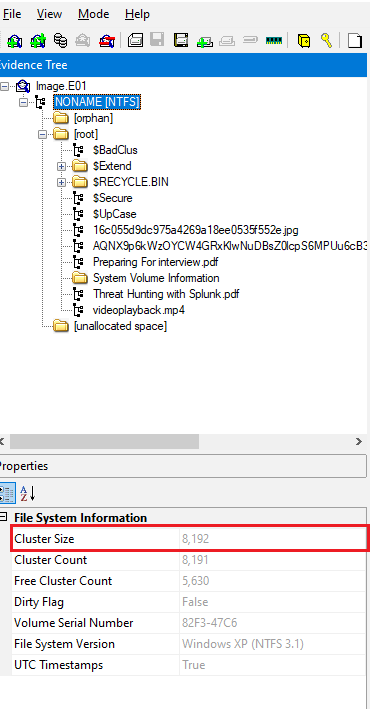 File View Mode Help
Evidence Tree
Image.E01
NONAME [NTFS]
[orphan]
[root]
$BadClus
$Extend
$RECYCLE.BIN
$Secure
$UpCase
16c055d9dc975a4269a18ee0535f552e.jpg
AQNX9p6kWzOYCW4GRxKlwNuDBsZ0lcpS6MPUu6cB3
Preparing For interview.pdf
System Volume Information
Threat Hunting with Splunk.pdf
videoplayback.mp4
[unallocated space]
Properties
File System Information
Cluster Size 8,192
Cluster Count 8,191
Free Cluster Count 5,630
Dirty Flag False
Volume Serial Number 82F3-47C6
File System Version Windows XP (NTFS 3.1)
UTC Timestamps True